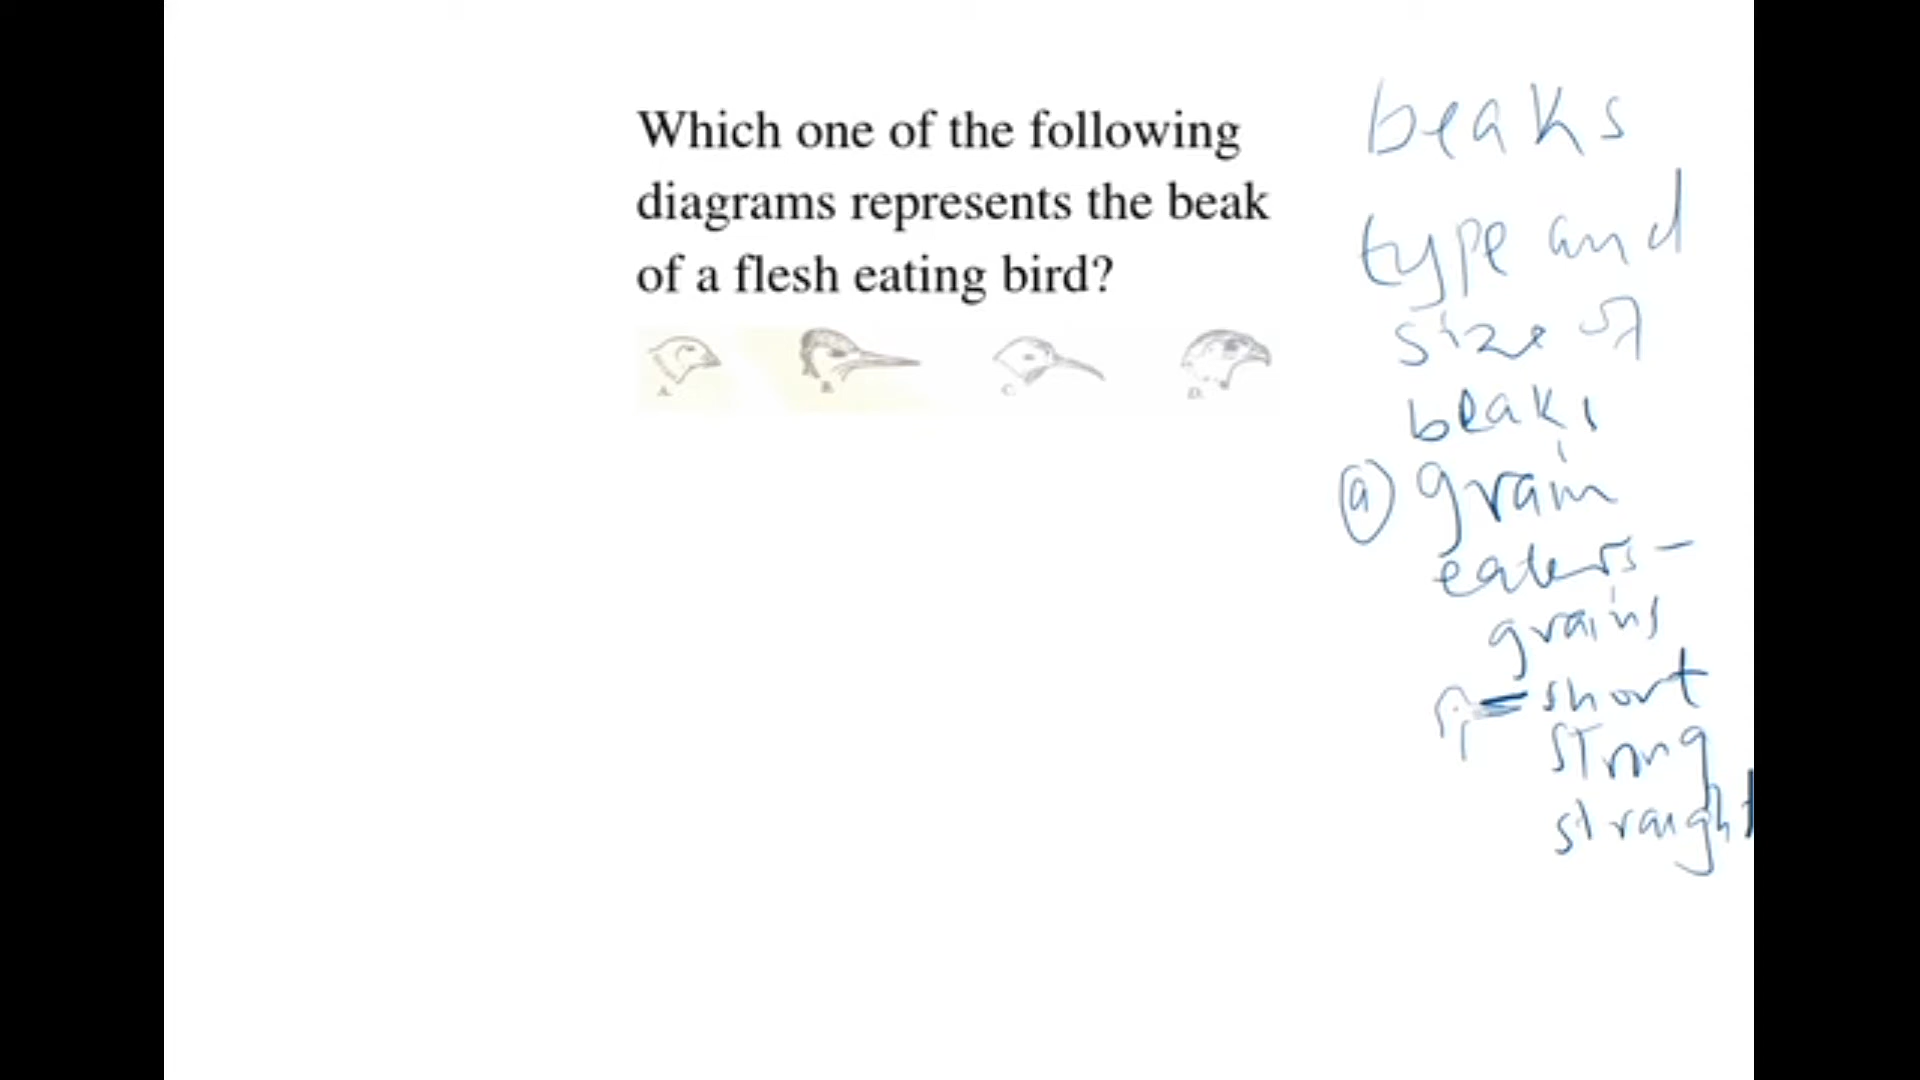 Which one of the following
diagrams represents the beak
of a flesh eating bird?
A.
B.
C.
D.
beaks
type and
size of
beaks
(a) grain
eaters -
grains
= short
strong
straight